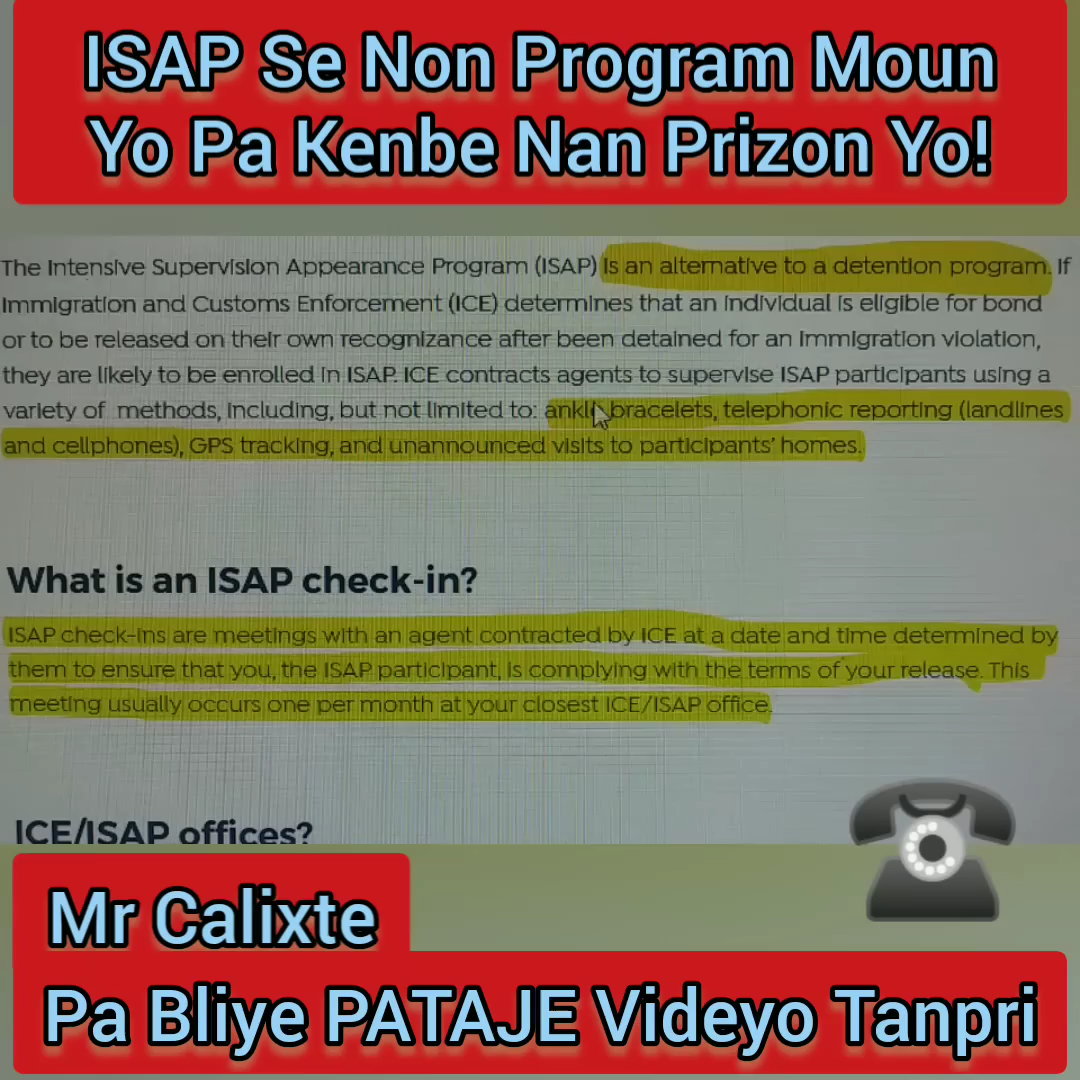 ISAP Se Non Program Moun
Yo Pa Kenbe Nan Prizon Yo!
The Intensive Supervision Appearance Program (ISAP) is an alternative to a detention program. If
Immigration and Customs Enforcement (ICE) determines that an individual is eligible for bond
or to be released on their own recognizance after been detained for an immigration violation,
they are likely to be enrolled in ISAP. ICE contracts agents to supervise ISAP participants using a
variety of methods, including, but not limited to: ankle bracelets, telephonic reporting (landlines
and cellphones), GPS tracking, and unannounced visits to participants' homes.
What is an ISAP check-in?
ISAP check-ins are meetings with an agent contracted by ICE at a date and time determined by
them to ensure that you, the ISAP participant, is complying with the terms of your release. This
meeting usually occurs one per month at your closest ICE/ISAP office.
ICE/ISAP offices?
Mr Calixte
Pa Bliye PATAJE Videyo Tanpri